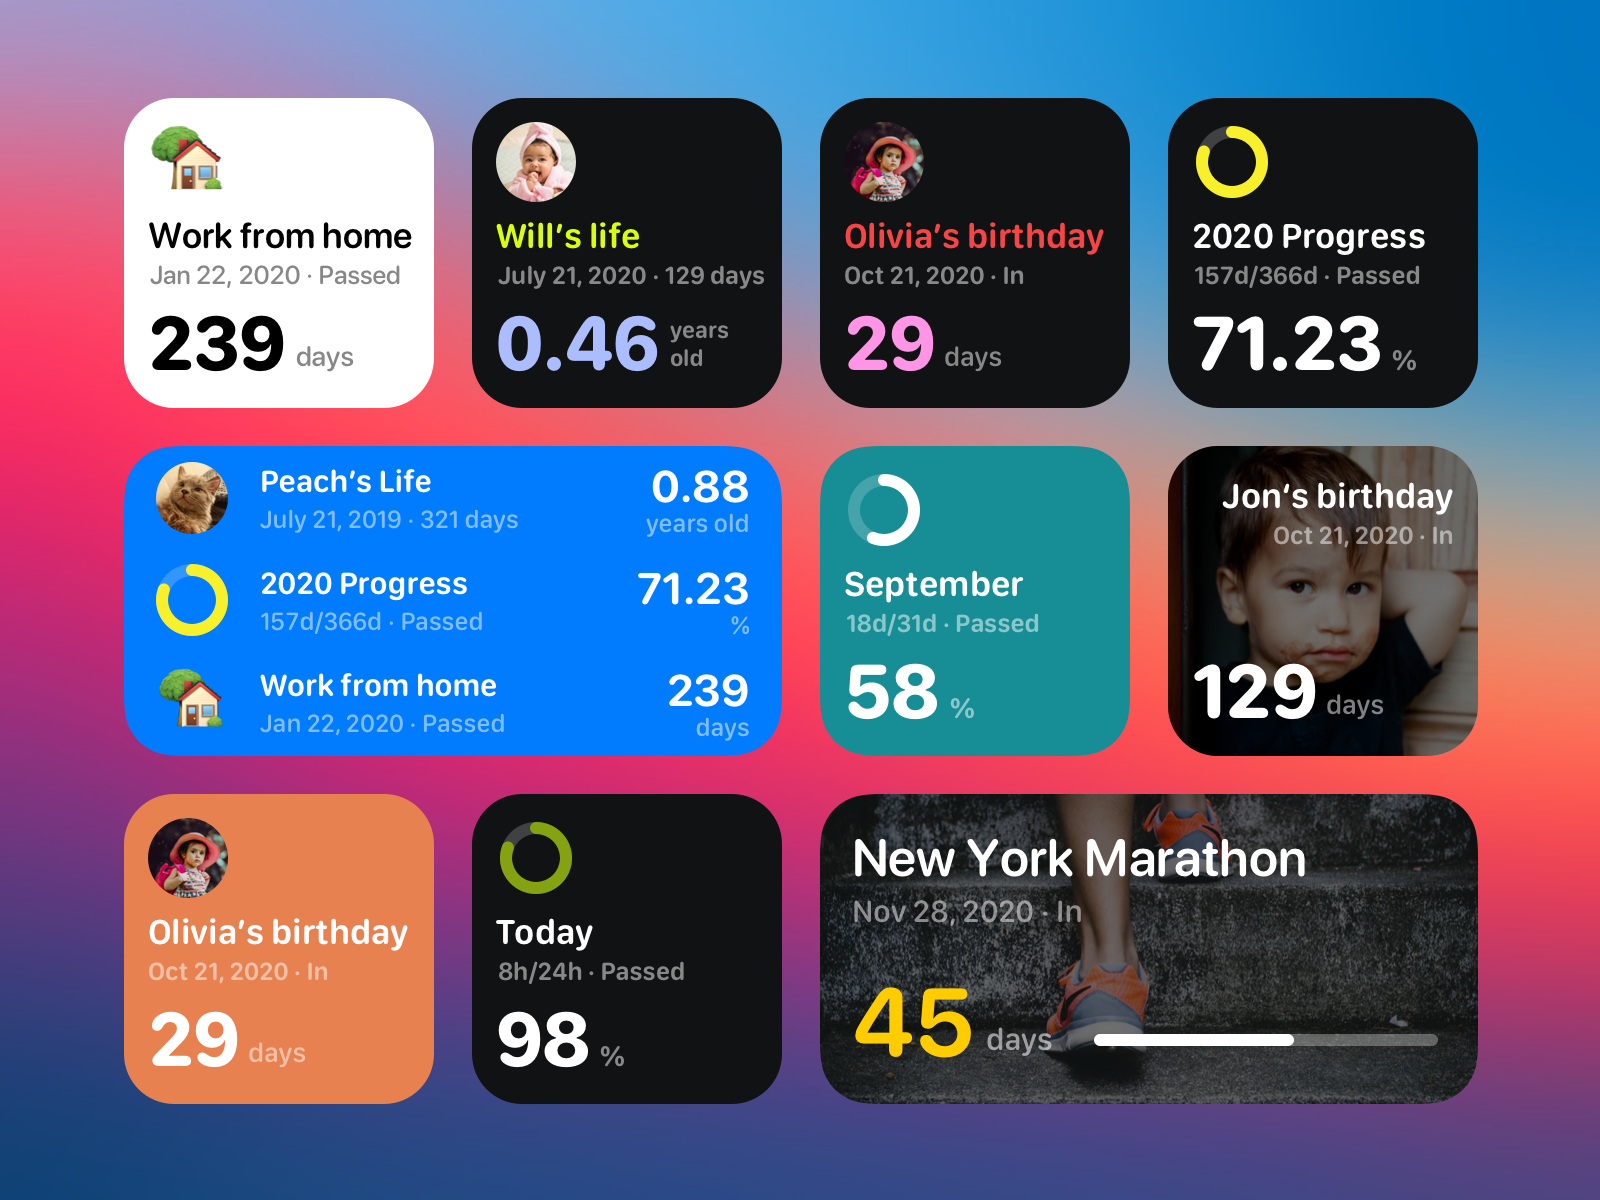 Work from home
Jan 22, 2020 · Passed
239 days
Will's life
July 21, 2020 · 129 days
0.46 years old
Olivia's birthday
Oct 21, 2020 · In
29 days
2020 Progress
157d/366d · Passed
71.23 %
Peach's Life
July 21, 2019 · 321 days
0.88
years old
2020 Progress
157d/366d · Passed
71.23
%
Work from home
Jan 22, 2020 · Passed
239
days
September
18d/31d · Passed
58 %
Jon's birthday
Oct 21, 2020 · In
129 days
Olivia's birthday
Oct 21, 2020 · In
29 days
Today
8h/24h · Passed
98 %
New York Marathon
Nov 28, 2020 · In
45 days